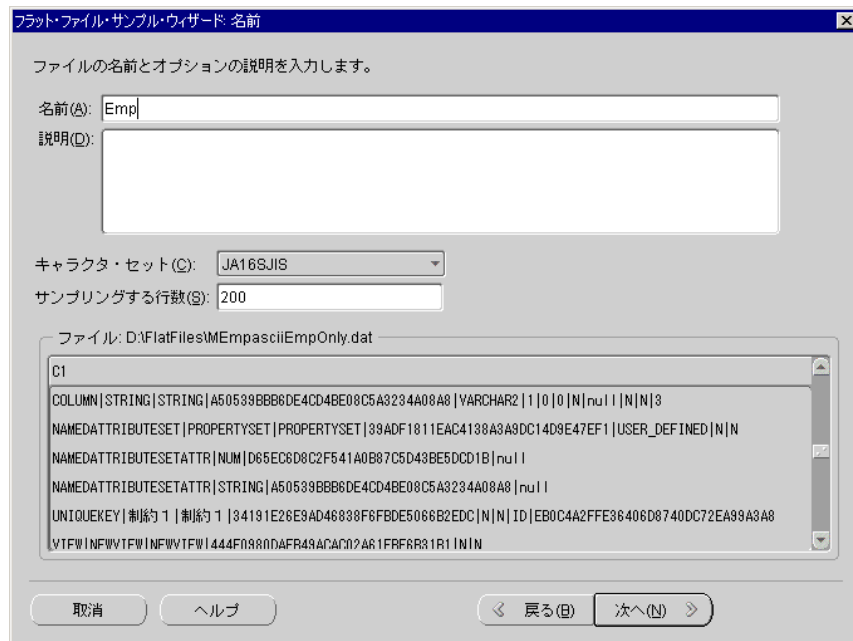 フラット・ファイル・サンプル・ウィザード: 名前
ファイルの名前とオプションの説明を入力します。
名前(A): Emp
説明(D):
キャラクタ・セット(C): JA16SJIS
サンプリングする行数(S): 200
ファイル: D:\FlatFiles\MEmpasciiEmpOnly.dat
C1
COLUMN|STRING|STRING|A50539BBB6DE4CD4BE08C5A3234A08A8|VARCHAR2|1|0|0|N|null|N|N|3
NAMEDATTRIBUTESET|PROPERTYSET|PROPERTYSET|39ADF1811EAC4138A3A9DC14D9E47EF1|USER_DEFINED|N|N
NAMEDATTRIBUTESETATTR|NUM|D65EC6D8C2F541A0B87C5D43BE5DCD1B|null
NAMEDATTRIBUTESETATTR|STRING|A50539BBB6DE4CD4BE08C5A3234A08A8|null
UNIQUEKEY|制約1|制約1|34191E26E9AD46838F6FBDE5066B2EDC|N|N|ID|EB0C4A2FFE36406D8740DC72EA99A3A8
VIEW|NEWVIEW|NEWVIEW|444F0980DAFB49ACAC02A61FBF6B31B1|N|N
取消 ヘルプ 戻る(B) 次へ(N)